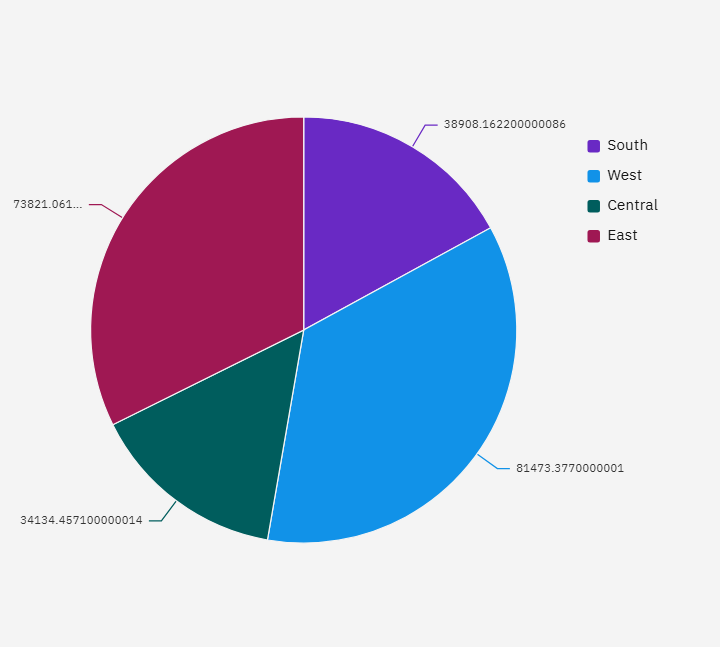 38908.162200000086
South
West
Central
East
73821.061...
81473.3770000001
34134.457100000014